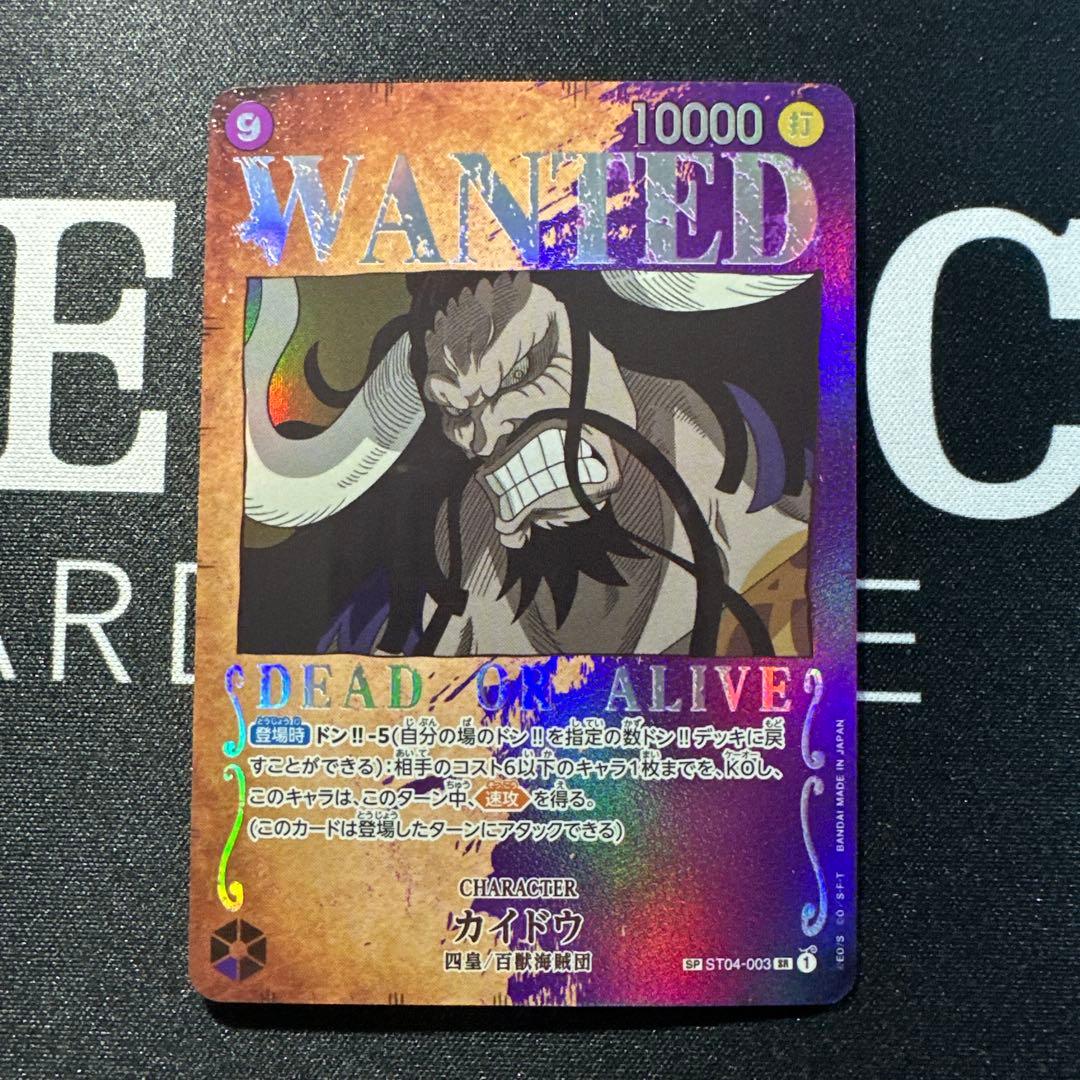 E C
ARD E
9
10000 打
WANTED
DEAD OR ALIVE
登場時 ドン!!-5(自分の場のドン!!を指定の数ドン!!デッキに戻
すことができる):相手のコスト6以下のキャラ1枚までを、KOし、
このキャラは、このターン中、速攻を得る。
(このカードは登場したターンにアタックできる)
CHARACTER
カイドウ
四皇/百獣海賊団
SP ST04-003 SR 1
©E.O/S. ©O/S・F・T BANDAI MADE IN JAPAN